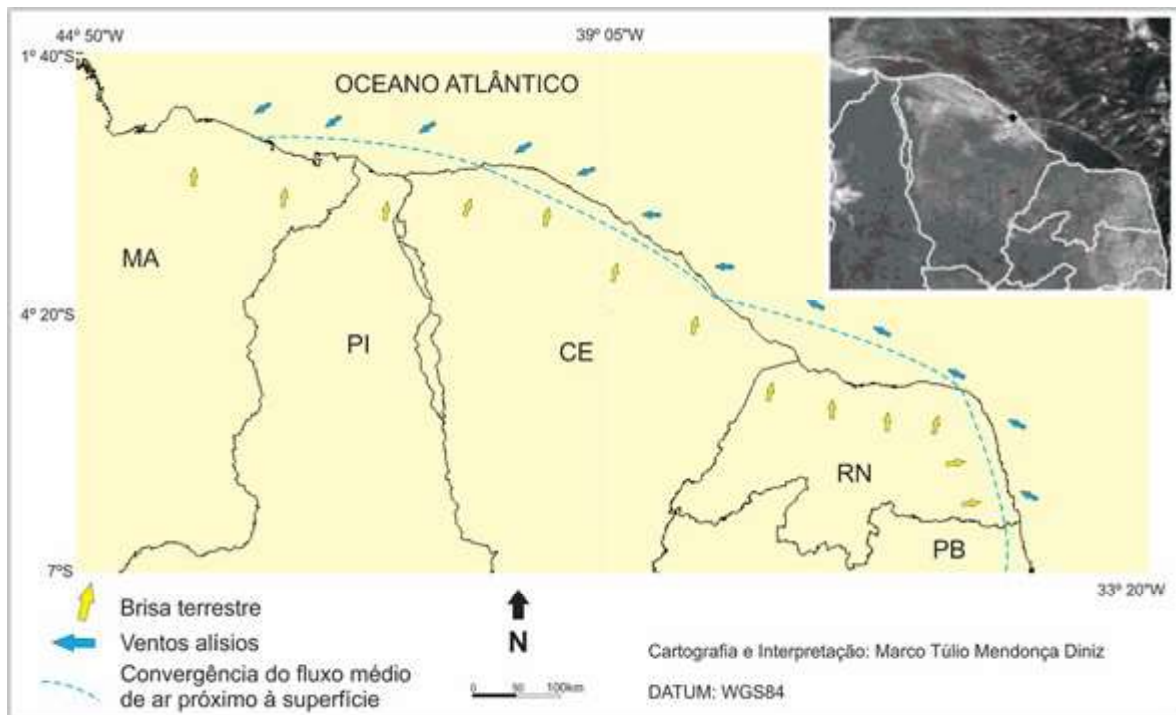 44º 50"W
39º 05"W
1º 40"S
OCEANO ATLÂNTICO
MA
4º 20"S
PI
CE
RN
PB
7ºS
33º 20"W
Brisa terrestre
Ventos alísios
N
Convergência do fluxo médio
de ar próximo à superfície
0 50 100km
Cartografia e Interpretação: Marco Túlio Mendonça Diniz
DATUM: WGS84